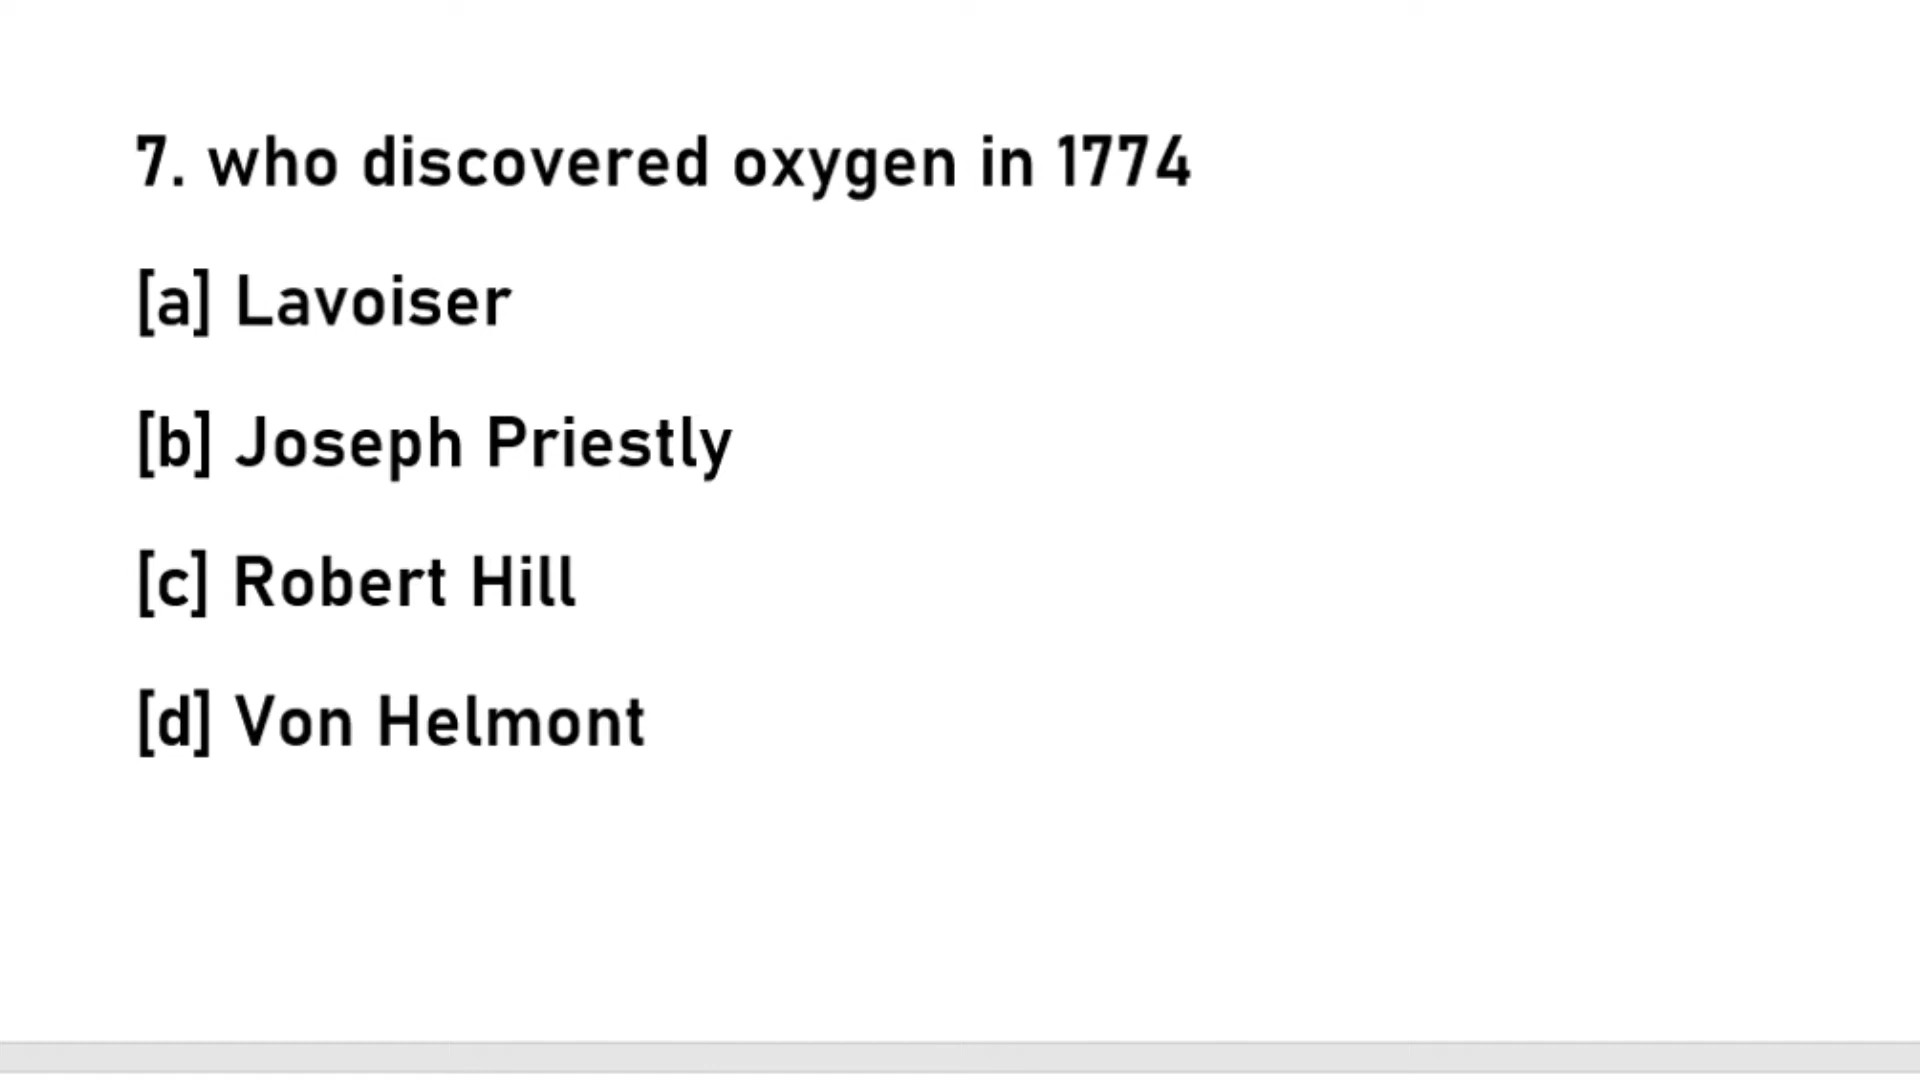 7. who discovered oxygen in 1774
[a] Lavoiser
[b] Joseph Priestly
[c] Robert Hill
[d] Von Helmont